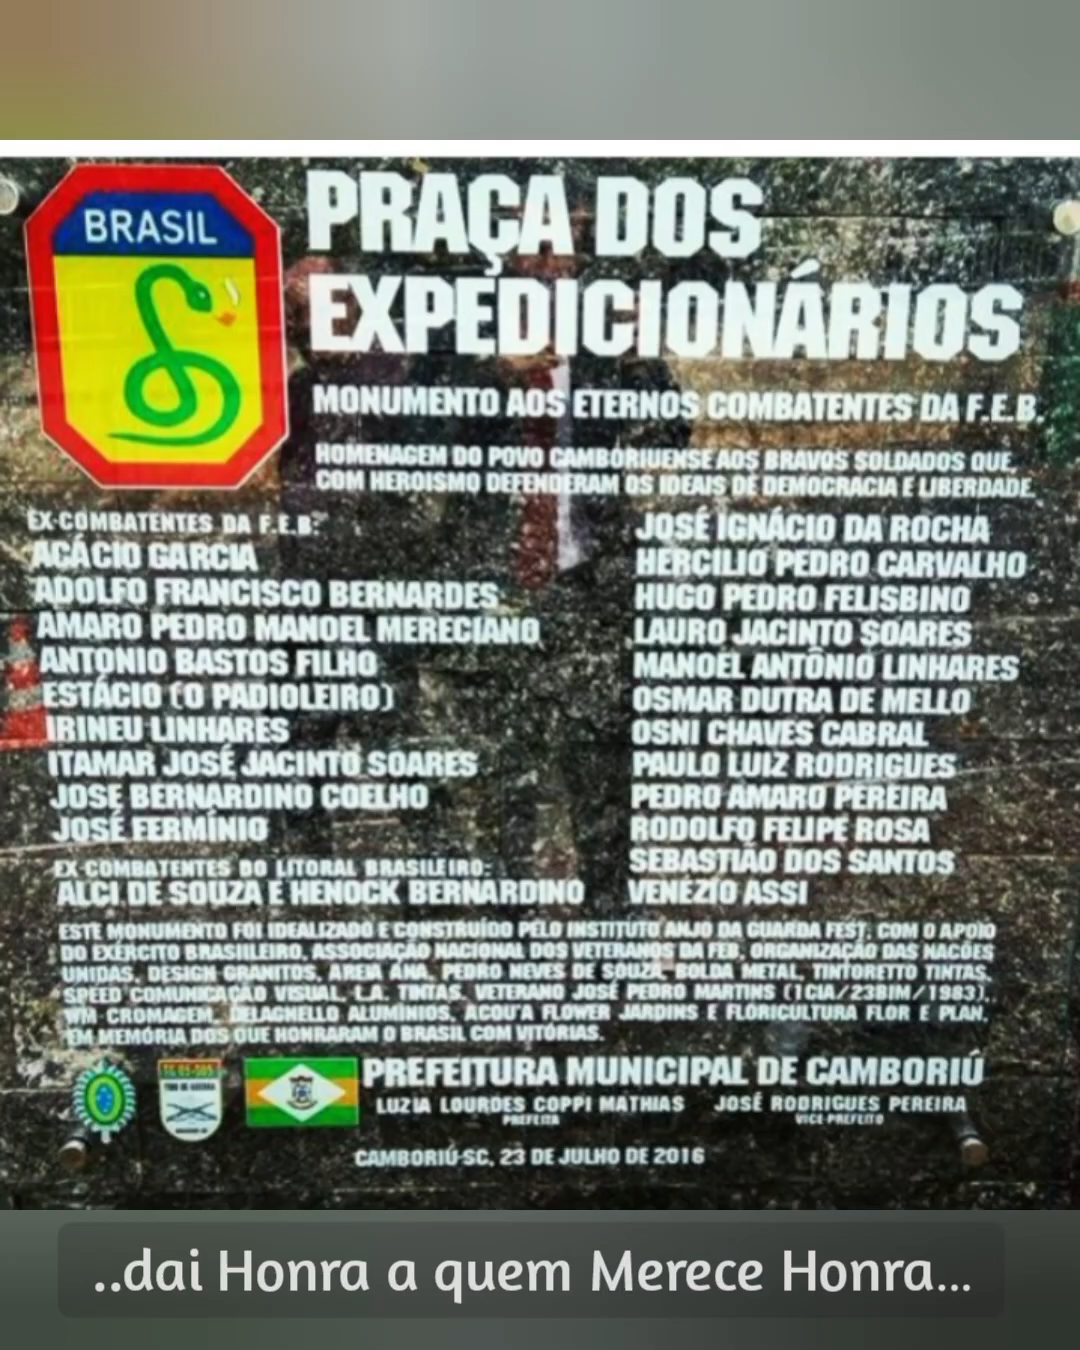 BRASIL
PRAÇA DOS
EXPEDICIONÁRIOS
MONUMENTO AOS ETERNOS COMBATENTES DA F.E.B.
HOMENAGEM DO POVO CAMBORIUENSE AOS BRAVOS SOLDADOS QUE,
COM HEROISMO DEFENDERAM OS IDEAIS DE DEMOCRACIA E LIBERDADE.
EX-COMBATENTES DA F.E.B:
ACÁCIO GARCIA
ADOLFO FRANCISCO BERNARDES
AMARO PEDRO MANOEL MERECIANO
ANTONIO BASTOS FILHO
ESTÁCIO (O PADIOLEIRO)
IRINEU LINHARES
ITAMAR JOSÉ JACINTO SOARES
JOSÉ BERNARDINO COELHO
JOSÉ FERMÍNIO
EX-COMBATENTES DO LITORAL BRASILEIRO:
ALCI DE SOUZA E HENOCK BERNARDINO
JOSÉ IGNÁCIO DA ROCHA
HERCILIO PEDRO CARVALHO
HUGO PEDRO FELISBINO
LAURO JACINTO SOARES
MANOEL ANTÔNIO LINHARES
OSMAR DUTRA DE MELLO
OSNI CHAVES CABRAL
PAULO LUIZ RODRIGUES
PEDRO AMARO PEREIRA
RODOLFO FELIPE ROSA
SEBASTIÃO DOS SANTOS
VENÉZIO ASSI
ESTE MONUMENTO FOI IDEALIZADO E CONSTRUÍDO PELO INSTITUTO ANJO DA GUARDA FEST, COM O APOIO
DO EXÉRCITO BRASILEIRO, ASSOCIAÇÃO NACIONAL DOS VETERANOS DA FEB, ORGANIZAÇÃO DAS NAÇÕES
UNIDAS, DESIGN GRANITOS, AREIA ANA, PEDRO NEVES DE SOUZA, BOLDA METAL, TINTORETTO TINTAS,
SPEED COMUNICAÇÃO VISUAL, L.A. TINTAS, VETERANO JOSÉ PEDRO MARTINS (1CIA/23BIM/1983),
WM CROMAGEM, DELAGNELLO ALUMÍNIOS, FLOWER JARDINS E FLORICULTURA FLOR E PLAN.
EM MEMÓRIA DOS QUE HONRARAM O BRASIL COM VITÓRIAS.
TIRO DE GUERRA
PREFEITURA MUNICIPAL DE CAMBORIÚ
LUZIA LOURDES COPPI MATHIAS JOSÉ RODRIGUES PEREIRA
PREFEITA VICE-PREFEITO
CAMBORIÚ-SC, 23 DE JULHO DE 2016
..dai Honra a quem Merece Honra...